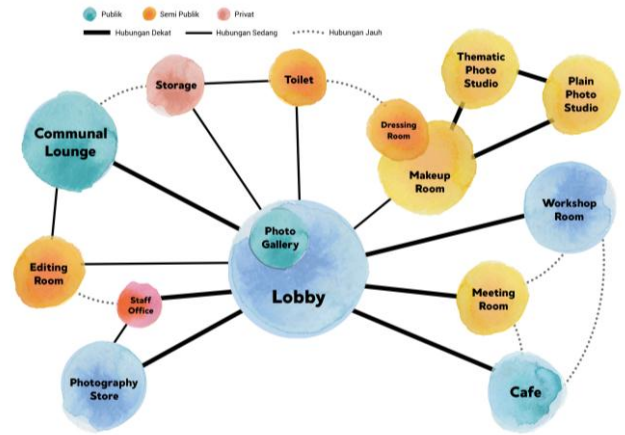 Publik
Semi Publik
Privat
Hubungan Dekat
Hubungan Sedang
Hubungan Jauh
Thematic
Photo
Studio
Plain
Photo
Studio
Storage
Toilet
Dressing
Room
Communal
Lounge
Makeup
Room
Workshop
Room
Photo
Gallery
Editing
Room
Staff
Office
Lobby
Meeting
Room
Photography
Store
Cafe